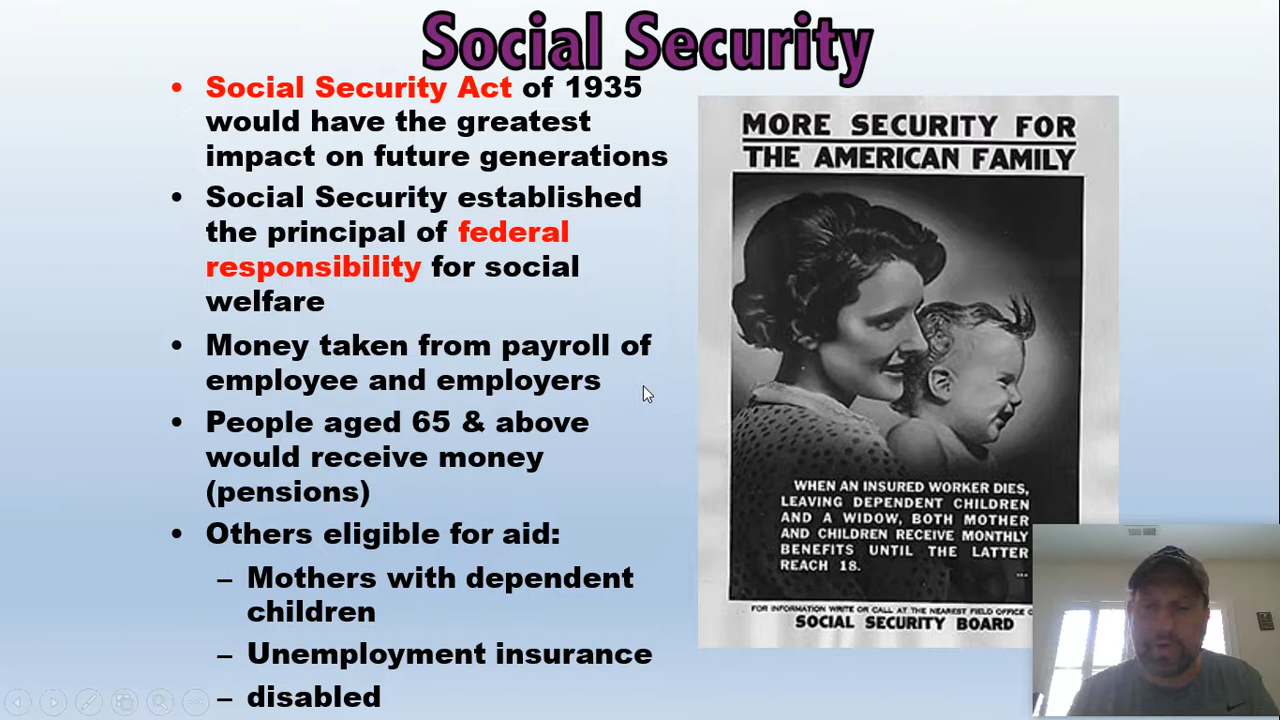 Social Security
• Social Security Act of 1935
would have the greatest
impact on future generations
• Social Security established
the principal of federal
responsibility for social
welfare
• Money taken from payroll of
employee and employers
• People aged 65 & above
would receive money
(pensions)
• Others eligible for aid:
– Mothers with dependent
children
– Unemployment insurance
– disabled
MORE SECURITY FOR
THE AMERICAN FAMILY
WHEN AN INSURED WORKER DIES,
LEAVING DEPENDENT CHILDREN
AND A WIDOW, BOTH MOTHER
AND CHILDREN RECEIVE MONTHLY
BENEFITS UNTIL THE LATTER
REACH 18.
FOR INFORMATION WRITE OR CALL AT THE NEAREST FIELD OFFICE
SOCIAL SECURITY BOARD